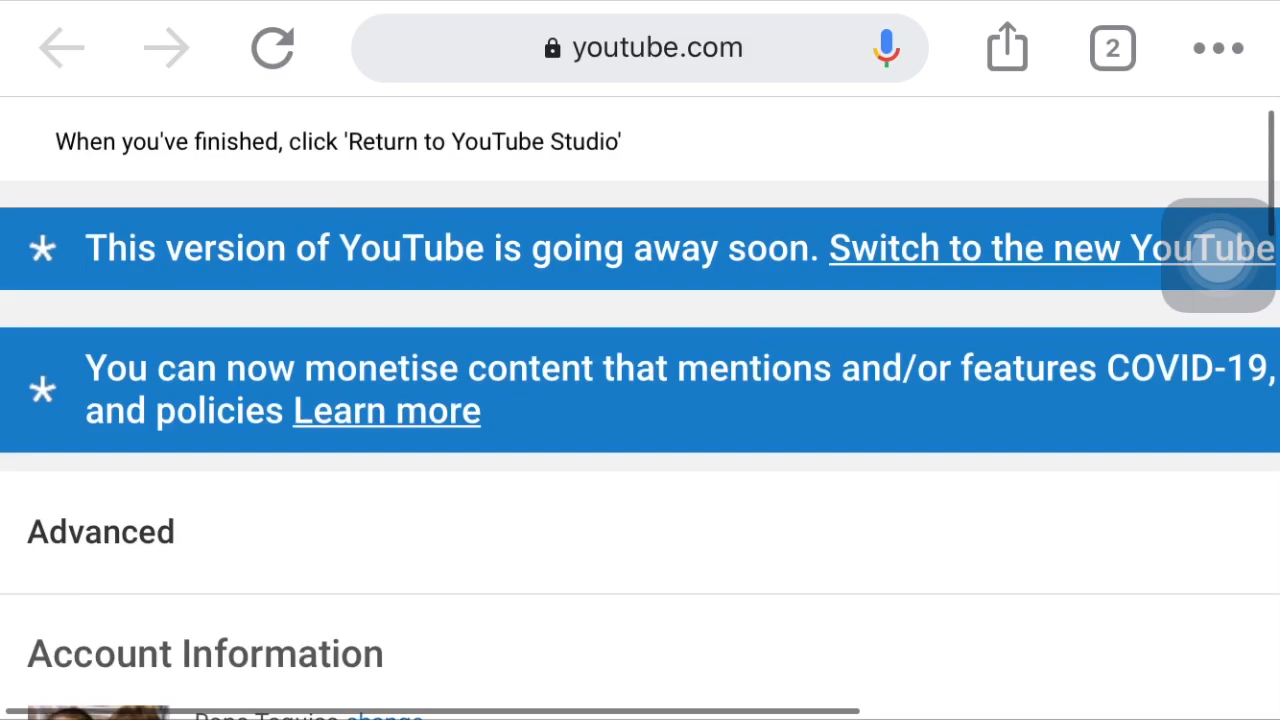 youtube.com
2
When you've finished, click 'Return to YouTube Studio'
* This version of YouTube is going away soon. Switch to the new YouTube
* You can now monetise content that mentions and/or features COVID-19,
and policies Learn more
Advanced
Account Information
change